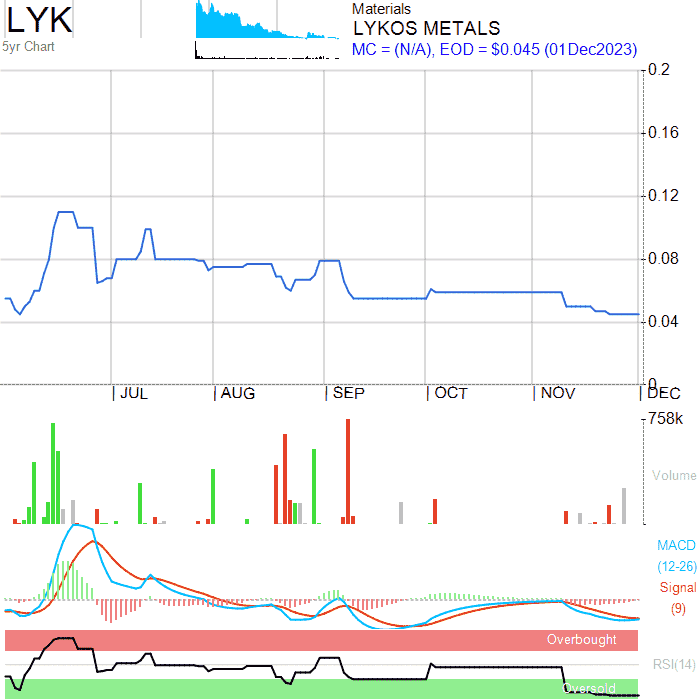 LYK
5yr Chart
Materials
LYKOS METALS
MC = (N/A), EOD = $0.045 (01Dec2023)
0.2
0.16
0.12
0.08
0.04
0
JUL
AUG
SEP
OCT
NOV
DEC
758k
Volume
MACD
(12-26)
Signal
(9)
Overbought
RSI(14)
Oversold